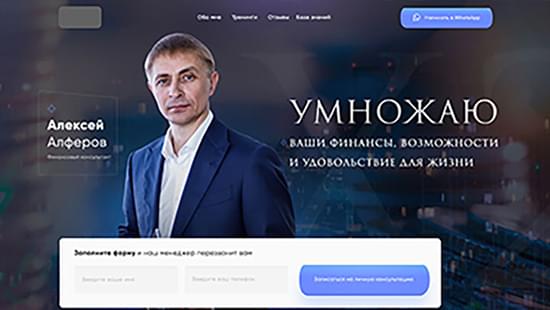 Обо мне Тренинги Отзывы База знаний
Написать в WhatsApp
УМНОЖАЮ
ВАШИ ФИНАНСЫ, ВОЗМОЖНОСТИ
И УДОВОЛЬСТВИЕ ДЛЯ ЖИЗНИ
Алексей
Алферов
Финансовый консультант
Заполните форму и наш менеджер перезвонит вам
Введите ваше имя
Введите ваш телефон
Записаться на личную консультацию